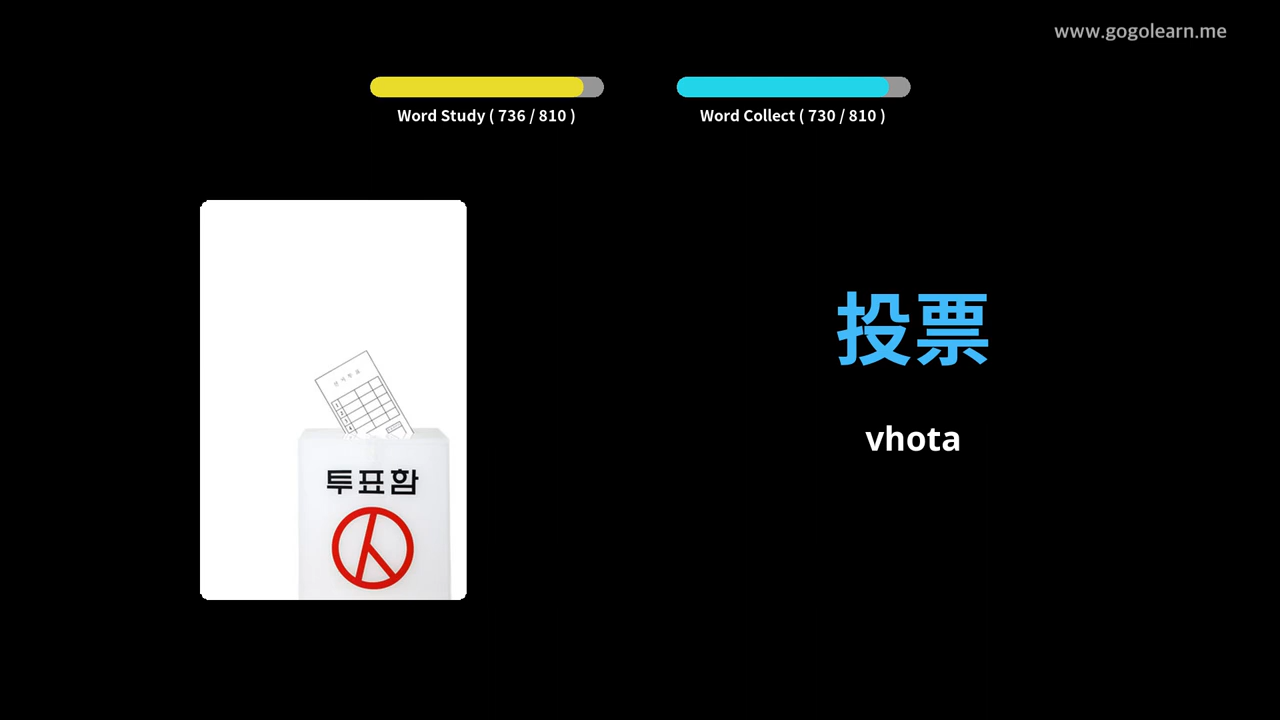 www.gogolearn.me
Word Study ( 736 / 810 )
Word Collect ( 730 / 810 )
投票
vhota
투표함